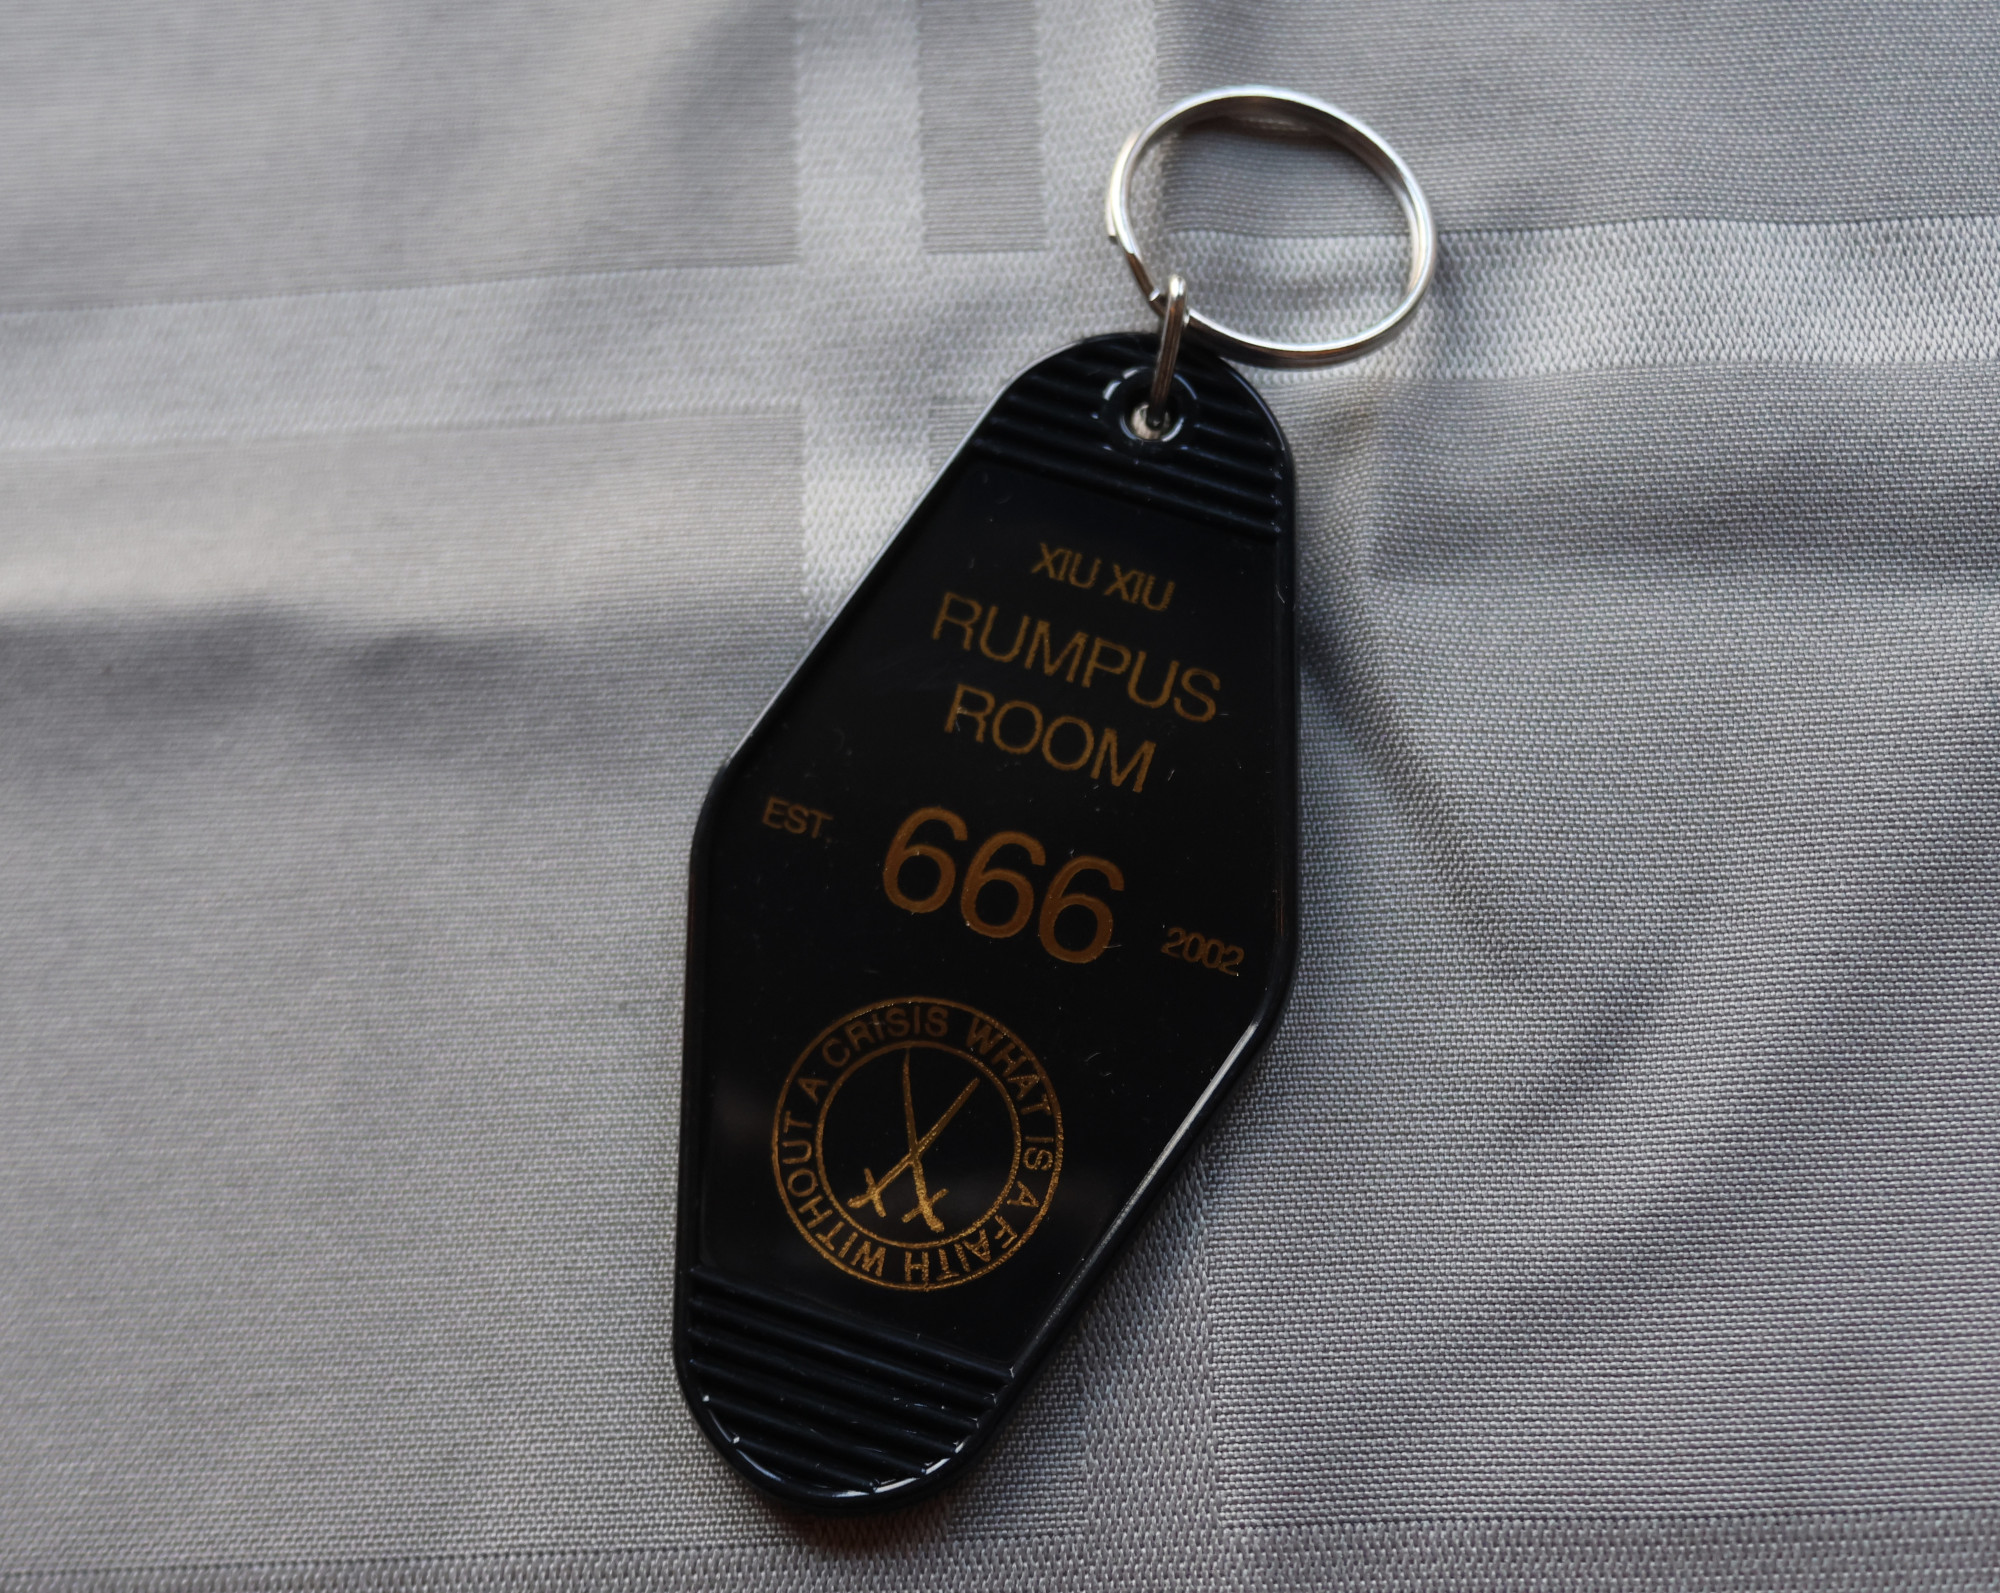 XIU XIU
RUMPUS
ROOM
EST. 666 2002
WITHOUT A CRISIS WHAT IS A FAITH